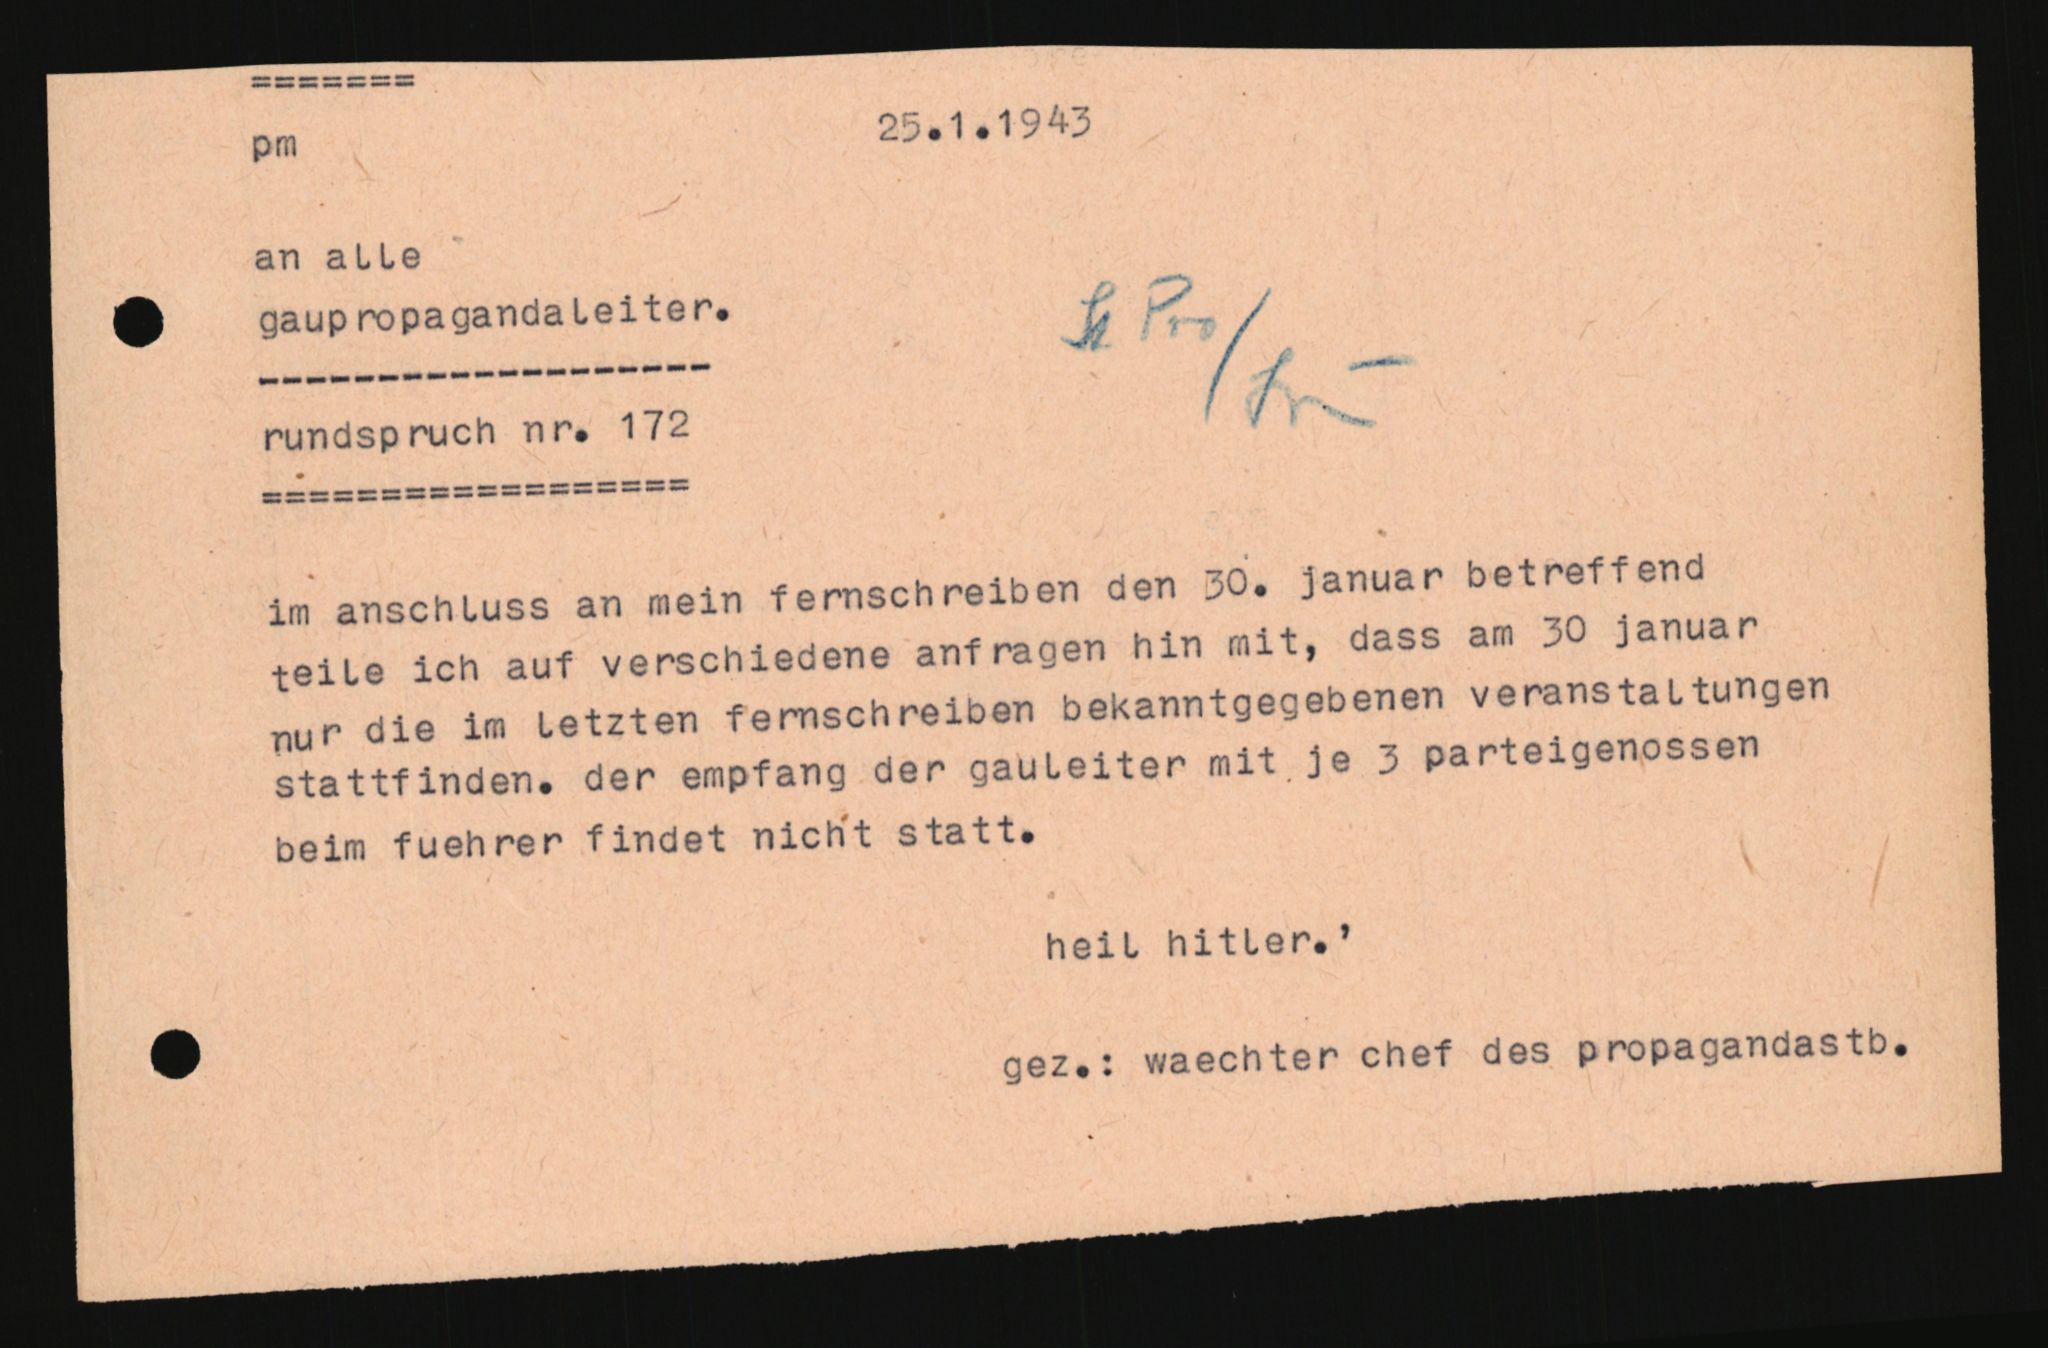 =======
pm 25.1.1943
an alle
gaupropagandaleiter.
-------------------
rundspruch nr. 172
==================
im anschluss an mein fernschreiben den 30. januar betreffend
teile ich auf verschiedene anfragen hin mit, dass am 30 januar
nur die im letzten fernschreiben bekanntgegebenen veranstaltungen
stattfinden. der empfang der gauleiter mit je 3 parteigenossen
beim fuehrer findet nicht statt.
heil hitler.'
gez.: waechter chef des propagandastb.